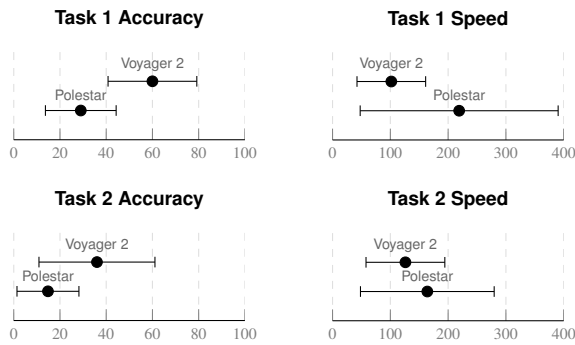 Task 1 Accuracy
Voyager 2
Polestar
0 20 40 60 80 100
Task 1 Speed
Voyager 2
Polestar
0 100 200 300 400
Task 2 Accuracy
Voyager 2
Polestar
0 20 40 60 80 100
Task 2 Speed
Voyager 2
Polestar
0 100 200 300 400